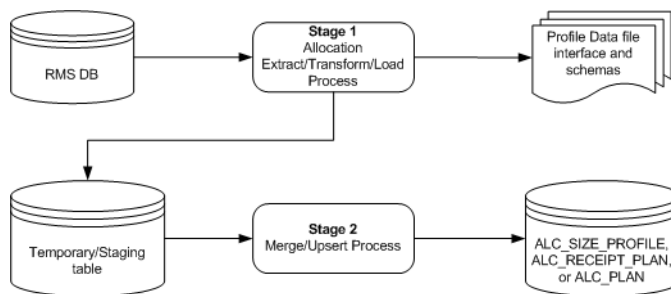 RMS DB
Stage 1
Allocation
Extract/Transform/Load
Process
Profile Data file
interface and
schemas
Temporary/Staging
table
Stage 2
Merge/Upsert Process
ALC_SIZE_PROFILE,
ALC_RECEIPT_PLAN,
or ALC_PLAN